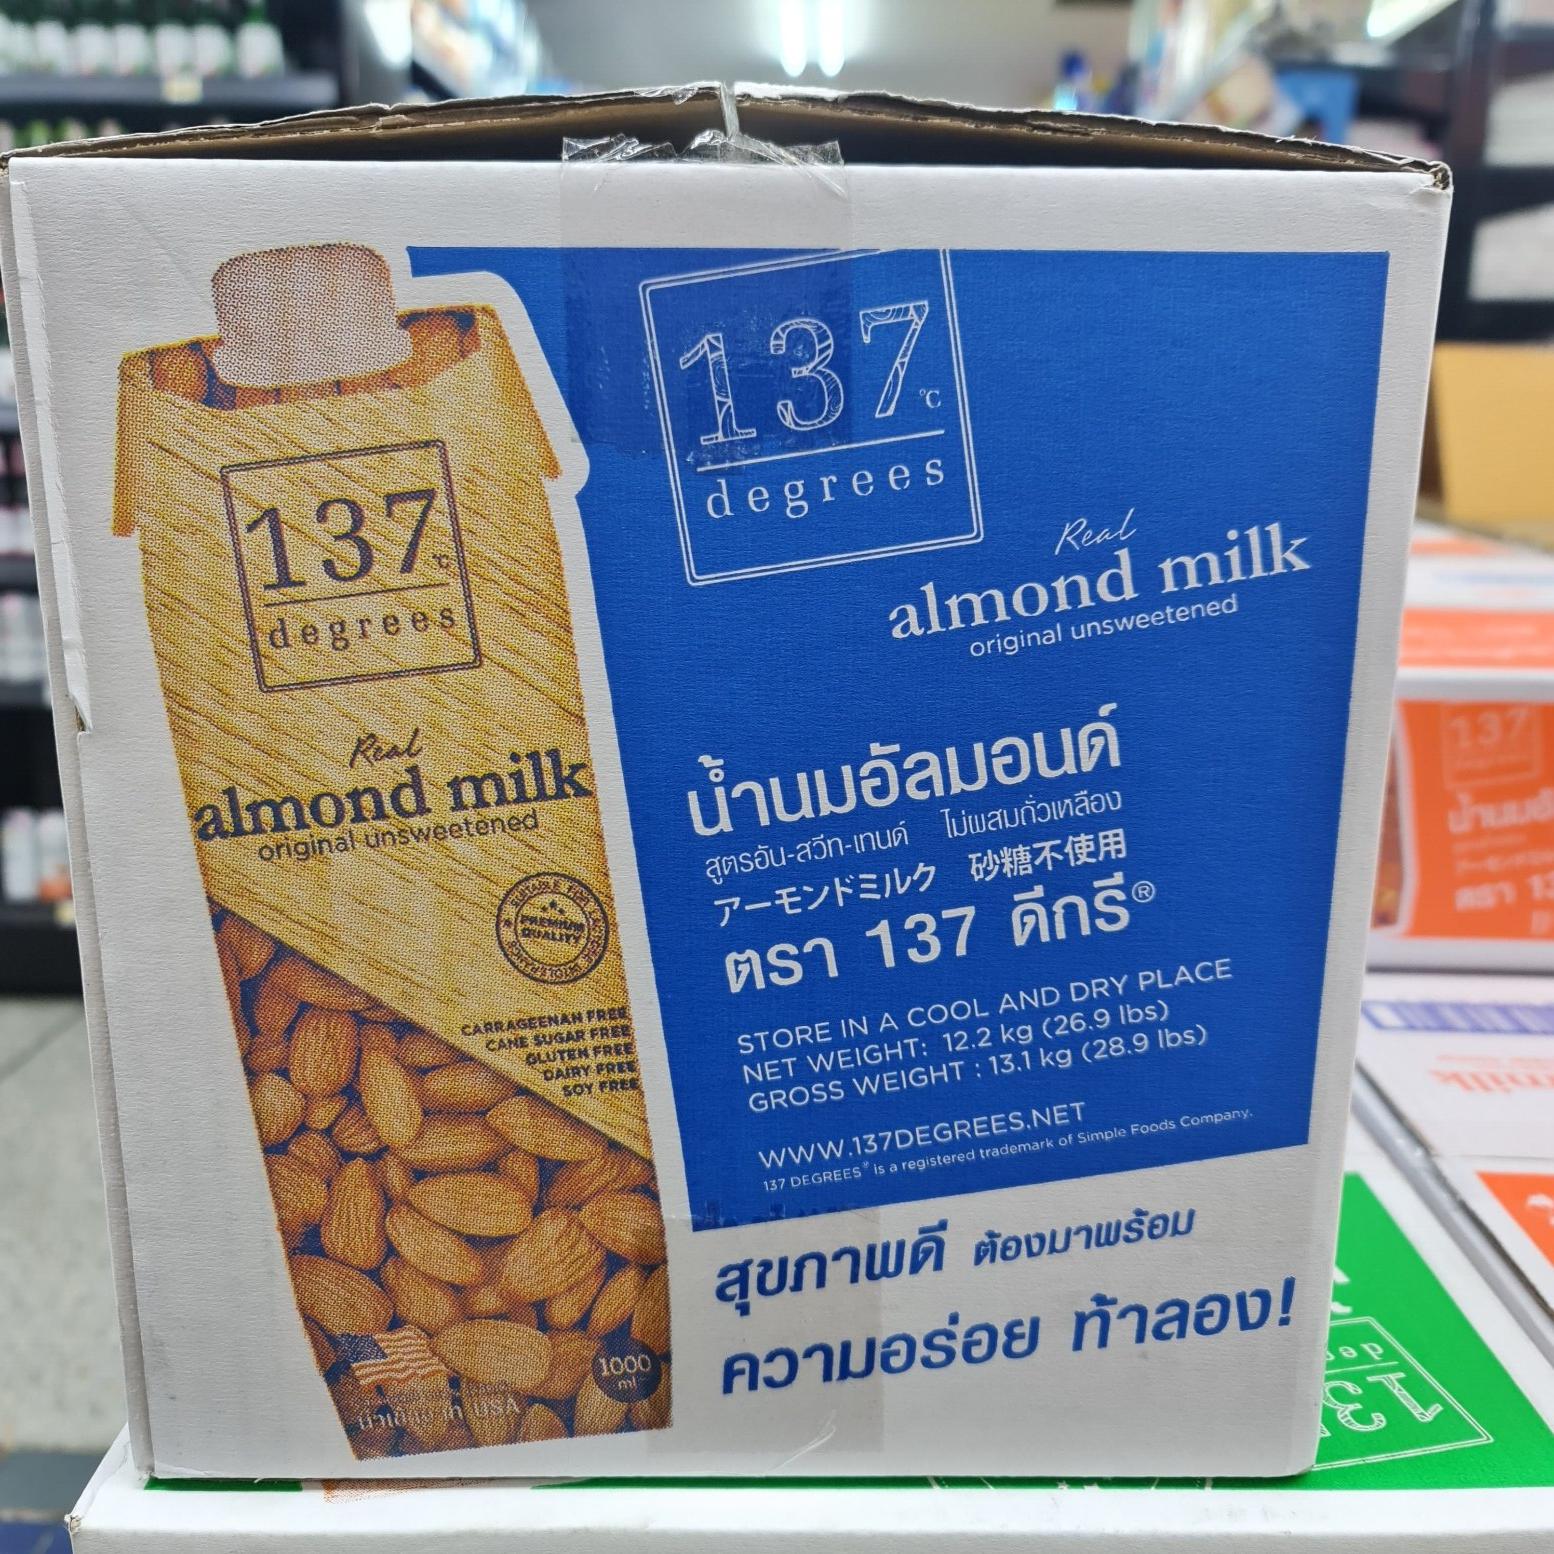 137
°C
degrees
Real
almond milk
original unsweetened
PREMIUM
QUALITY
CARRAGEENAN FREE
CANE SUGAR FREE
GLUTEN FREE
DAIRY FREE
SOY FREE
1000
ml
USA
137
°C
degrees
Real
almond milk
original unsweetened
น้ำนมอัลมอนด์
สูตรอัน-สวีท-เทนด์ ไม่ผสมถั่วเหลือง
アーモンドミルク 砂糖不使用
ตรา 137 ดีกรี®
STORE IN A COOL AND DRY PLACE
NET WEIGHT: 12.2 kg (26.9 lbs)
GROSS WEIGHT : 13.1 kg (28.9 lbs)
WWW.137DEGREES.NET
137 DEGREES® is a registered trademark of Simple Foods Company.
สุขภาพดี ต้องมาพร้อม
ความอร่อย ท้าลอง!
137